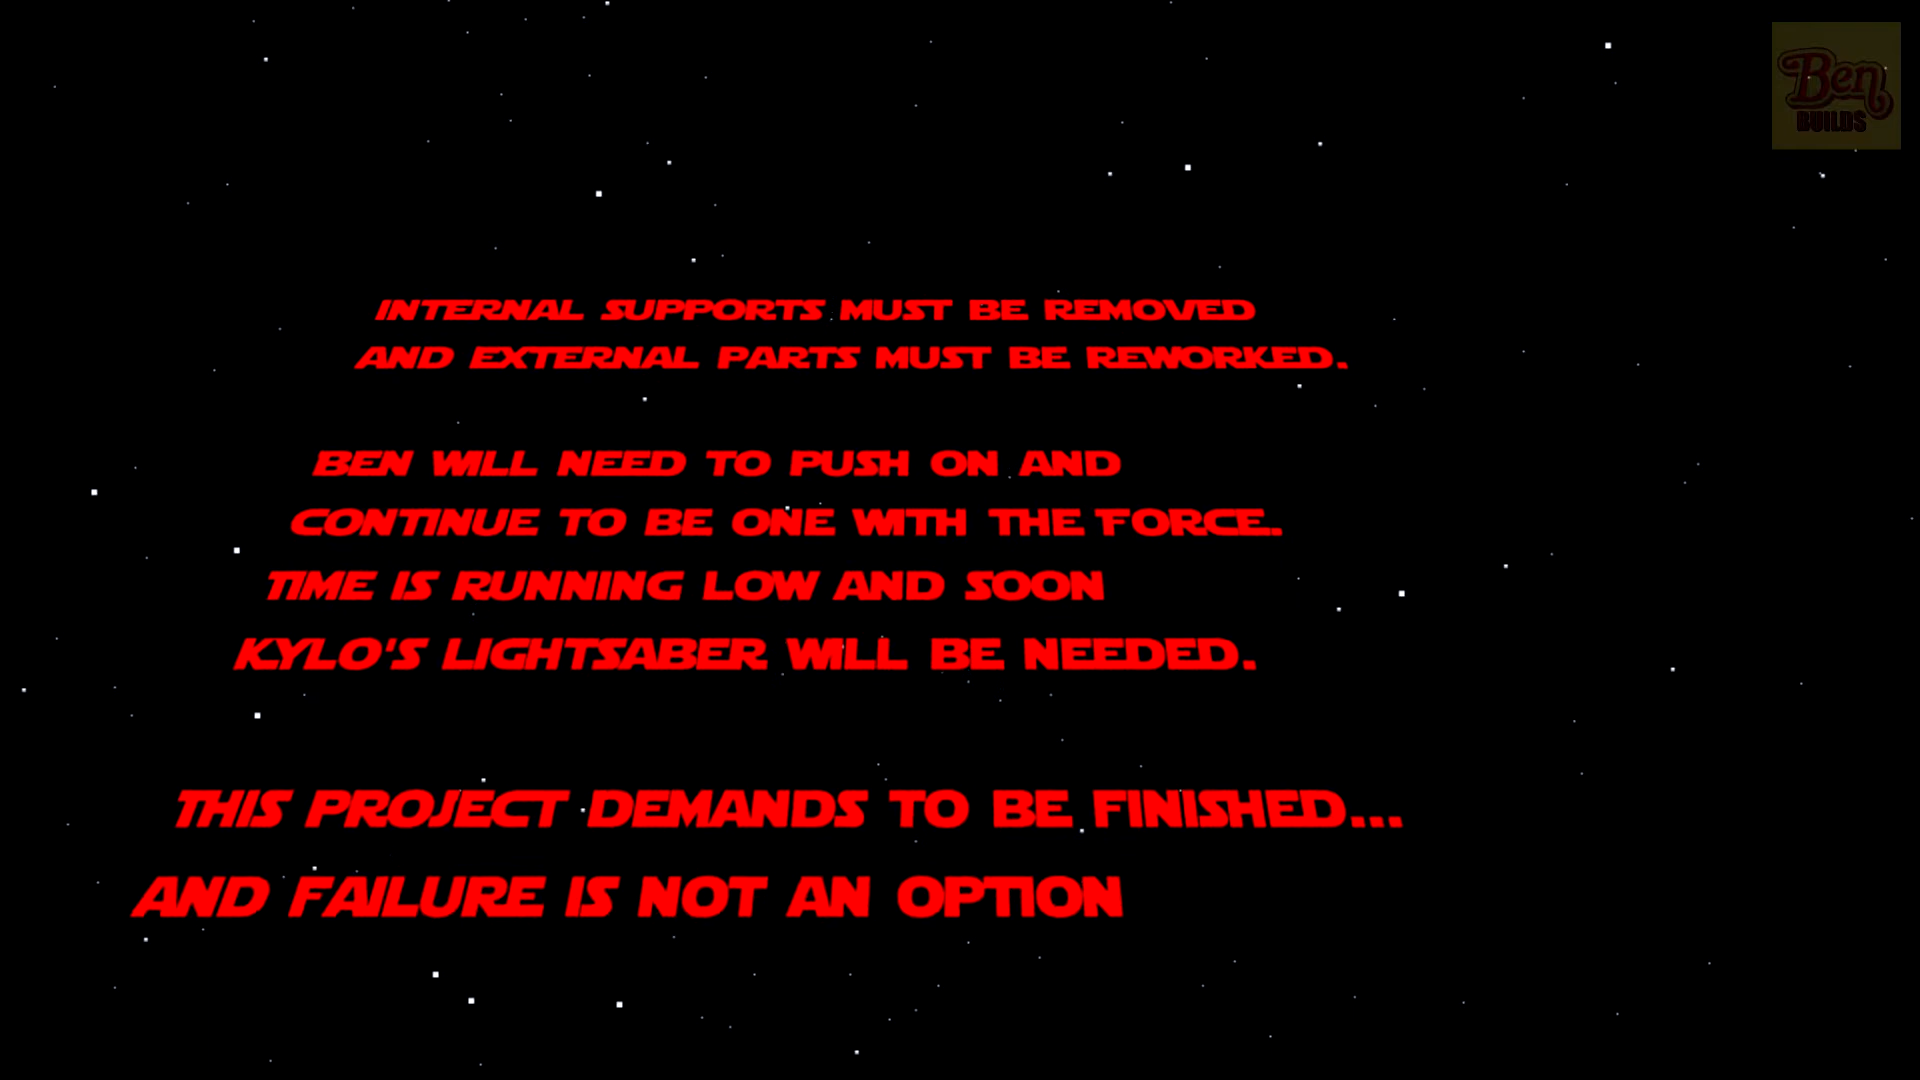 INTERNAL SUPPORTS MUST BE REMOVED
AND EXTERNAL PARTS MUST BE REWORKED.
BEN WILL NEED TO PUSH ON AND
CONTINUE TO BE ONE WITH THE FORCE.
TIME IS RUNNING LOW AND SOON
KYLO'S LIGHTSABER WILL BE NEEDED.
THIS PROJECT DEMANDS TO BE FINISHED...
AND FAILURE IS NOT AN OPTION
Ben
BUILDS